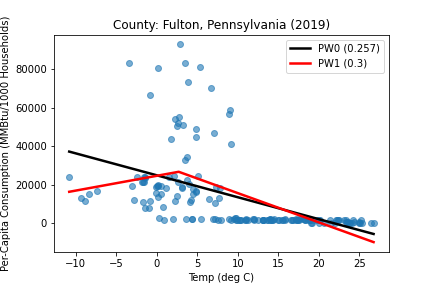 County: Fulton, Pennsylvania (2019)
PW0 (0.257)
PW1 (0.3)
Per-Capita Consumption (MMBtu/1000 Households)
80000
60000
40000
20000
0
−10
−5
0
5
10
15
20
25
Temp (deg C)